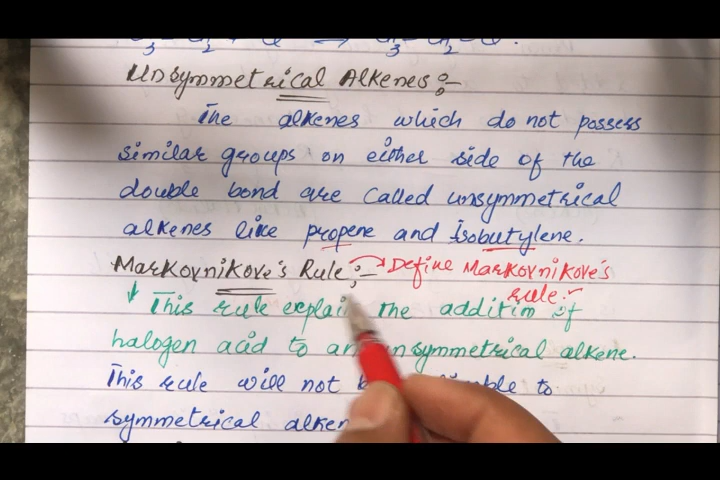 Unsymmetrical Alkenes:-
The alkenes which do not possess
similar groups on either side of the
double bond are called unsymmetrical
alkenes like propene and isobutylene.
Markovnikove's Rule:- Define Markovnikove's
rule:-
This rule explain the addition of
halogen acid to an unsymmetrical alkene.
This rule will not to
symmetrical